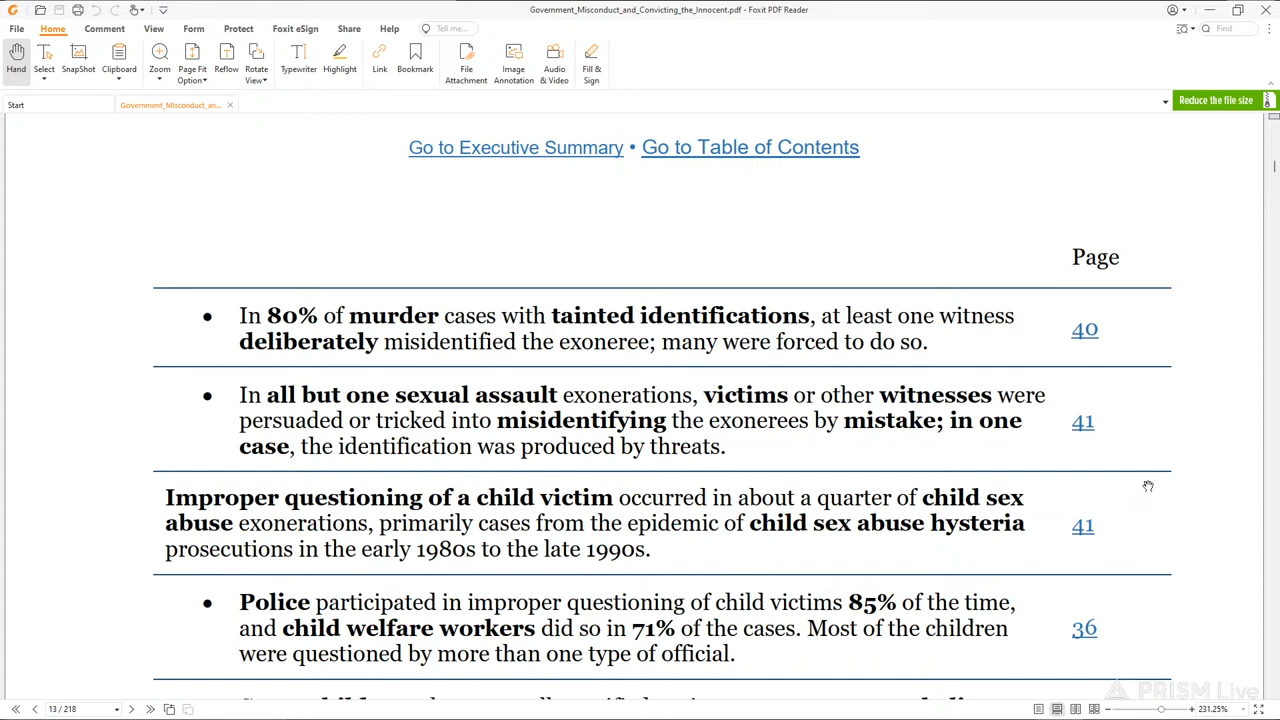 Government_Misconduct_and_Convicting_the_Innocent.pdf - Foxit PDF Reader
File Home Comment View Form Protect Foxit eSign Share Help Tell me... Find
Hand Select SnapShot Clipboard Zoom Page Fit Option Reflow Rotate View Typewriter Highlight Link Bookmark File Attachment Image Annotation Audio & Video Fill & Sign
Start Government_Misconduct_an... Reduce the file size
Go to Executive Summary • Go to Table of Contents
Page
• In 80% of murder cases with tainted identifications, at least one witness
deliberately misidentified the exoneree; many were forced to do so.
40
• In all but one sexual assault exonerations, victims or other witnesses were
persuaded or tricked into misidentifying the exonerees by mistake; in one
case, the identification was produced by threats.
41
Improper questioning of a child victim occurred in about a quarter of child sex
abuse exonerations, primarily cases from the epidemic of child sex abuse hysteria
prosecutions in the early 1980s to the late 1990s.
41
• Police participated in improper questioning of child victims 85% of the time,
and child welfare workers did so in 71% of the cases. Most of the children
were questioned by more than one type of official.
36
PRISM Live
13 / 218 231.25%